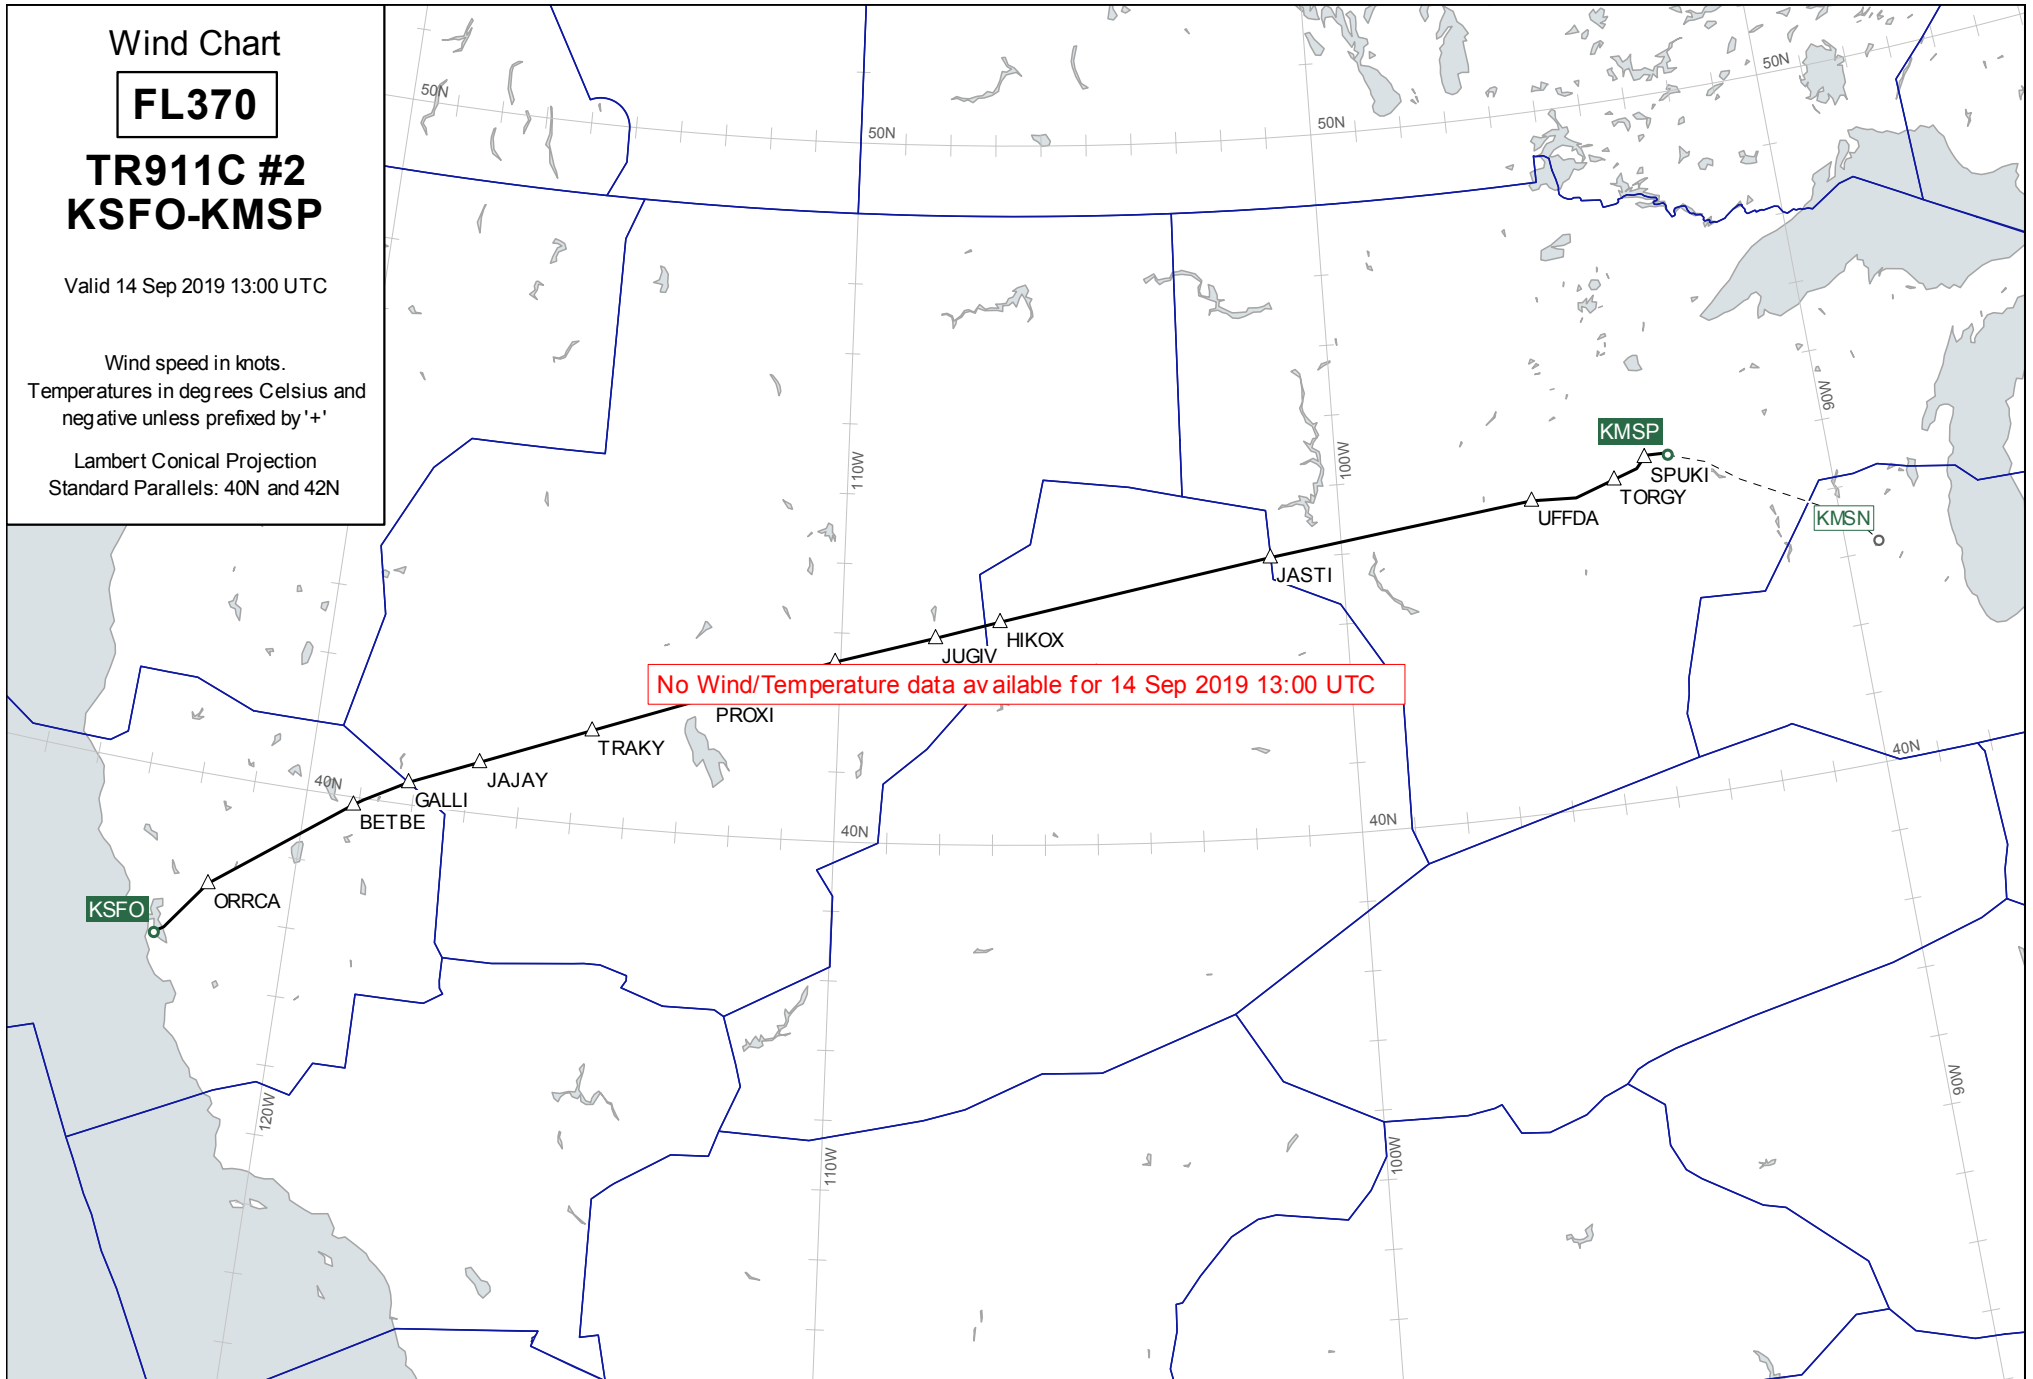 Wind Chart
FL370
TR911C #2
KSFO-KMSP
Valid 14 Sep 2019 13:00 UTC
Wind speed in knots.
Temperatures in degrees Celsius and
negative unless prefixed by '+'
Lambert Conical Projection
Standard Parallels: 40N and 42N
50N
50N
50N
50N
90W
KMSP
SPUKI
TORGY
110W
100W
UFFDA
KMSN
JASTI
HIKOX
JUGIV
No Wind/Temperature data available for 14 Sep 2019 13:00 UTC
PROXI
TRAKY
JAJAY
40N
40N
GALLI
BETBE
40N
40N
ORRCA
KSFO
90W
120W
110W
100W